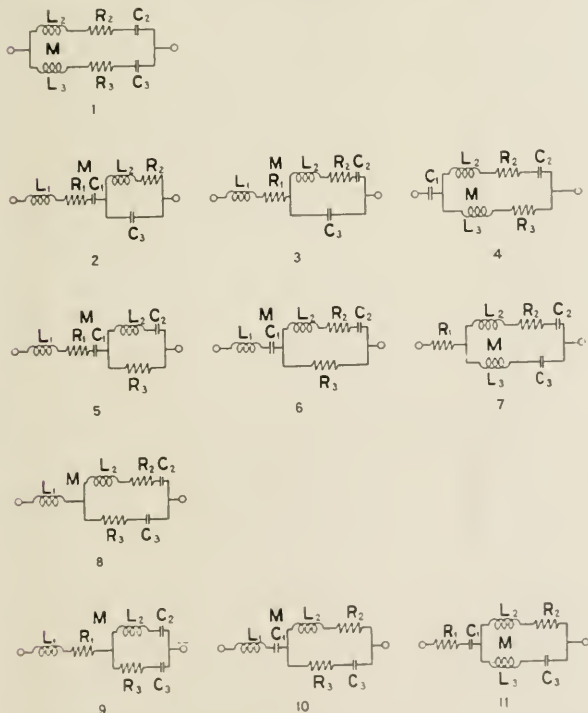 L₂ R₂ C₂
M
L₃ R₃ C₃
1
L₁ R₁ C₁ M L₂ R₂
C₃
2
L₁ R₁ M L₂ R₂ C₂
C₃
3
C₁ L₂ R₂ C₂
M
L₃ R₃
4
L₁ R₁ C₁ M L₂ C₂
R₃
5
L₁ C₁ M L₂ R₂ C₂
R₃
6
R₁ L₂ R₂ C₂
M
L₃ C₃
7
L₁ M L₂ R₂ C₂
R₃ C₃
8
L₁ R₁ M L₂ C₂
R₃ C₃
9
L₁ C₁ M L₂ R₂
R₃ C₃
10
R₁ C₁ L₂ R₂
M
L₃ C₃
11